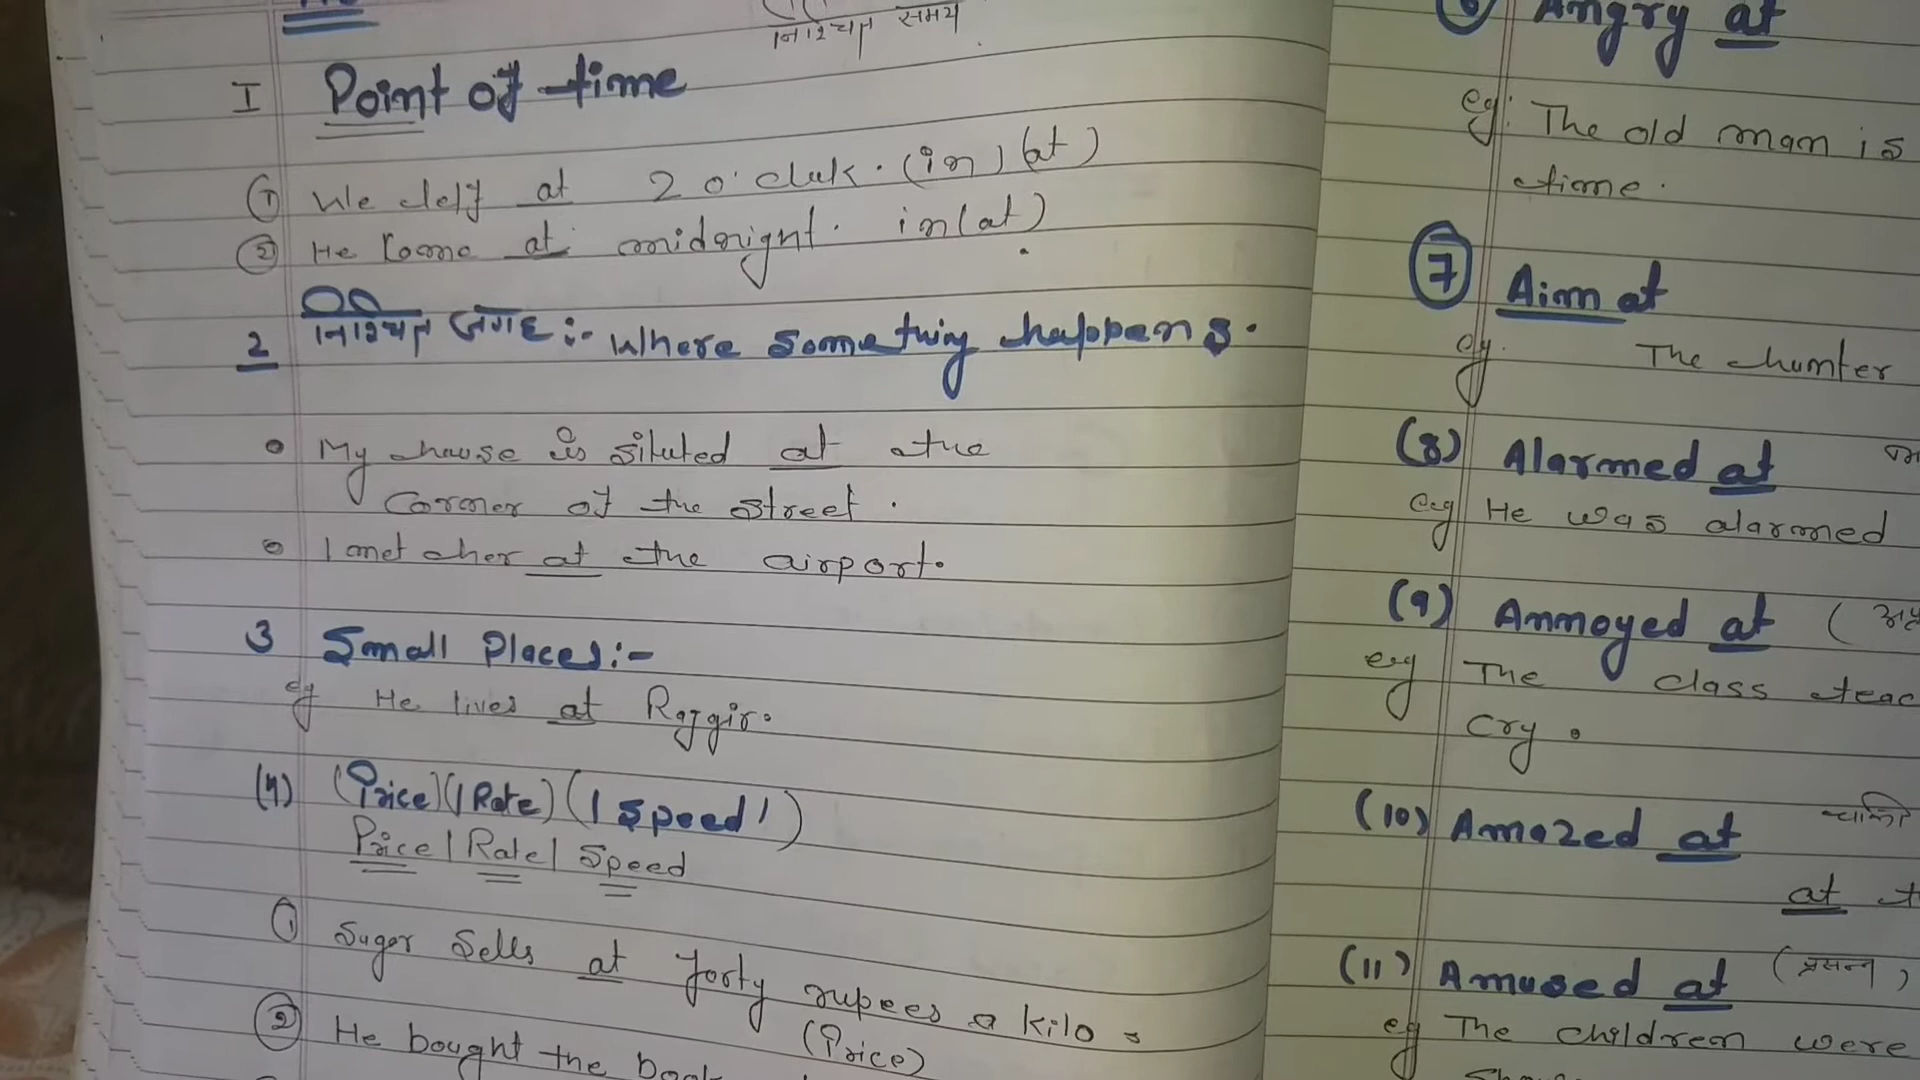 निश्चित समय
I Point of time
① We left at 2 o'cluk. (in) (at)
② He Come at midnight. in (at)
2 निश्चित जगह :- Where something happens.
My house is situted at the
Corner of the street.
I met her at the airport.
3 Small Places :-
eg He lives at Rajgir.
(4) (Price) (Rate) (Speed)
Price | Rate | Speed
① Suger Sells at forty rupees a kilo
(Price)
② He bought the book
Angry at
eg: The old man is
time.
⑦ Aim at
eg. The hunter
(8) Alarmed at
eg He was alarmed
(9) Annoyed at (
eg The class teac
Cry.
(10) Amazed at
at t
(11) Amused at (प्रसन्न)
eg The children were